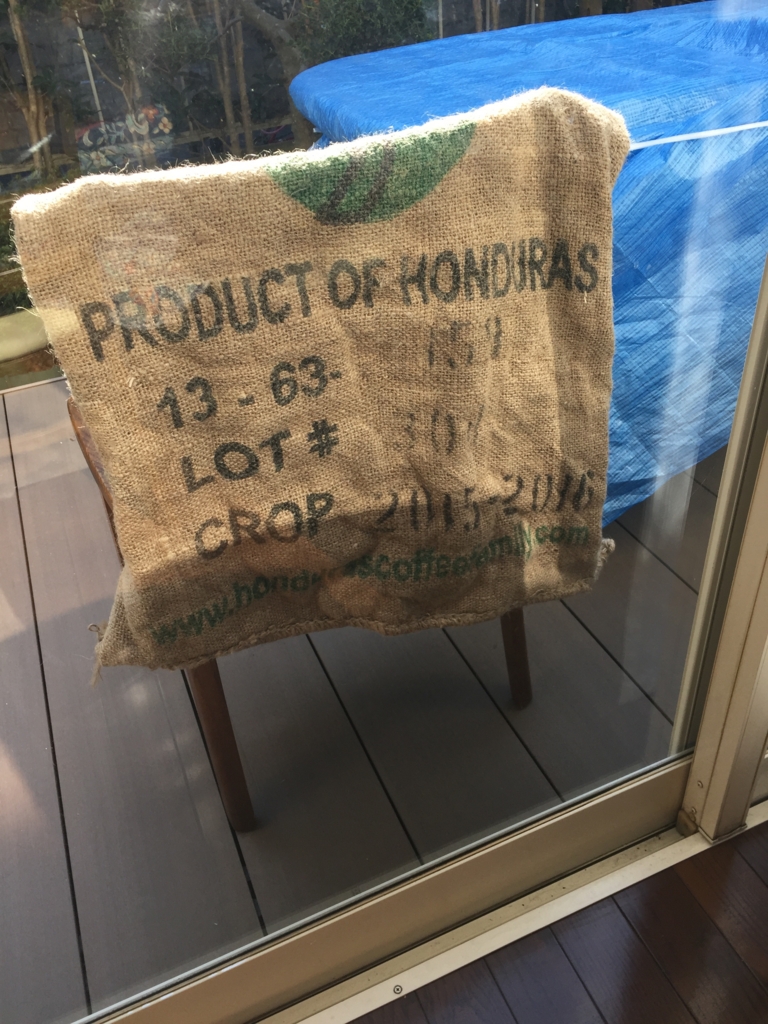 PRODUCT OF HONDURAS
13 - 63-
LOT #
CROP 2015-2016